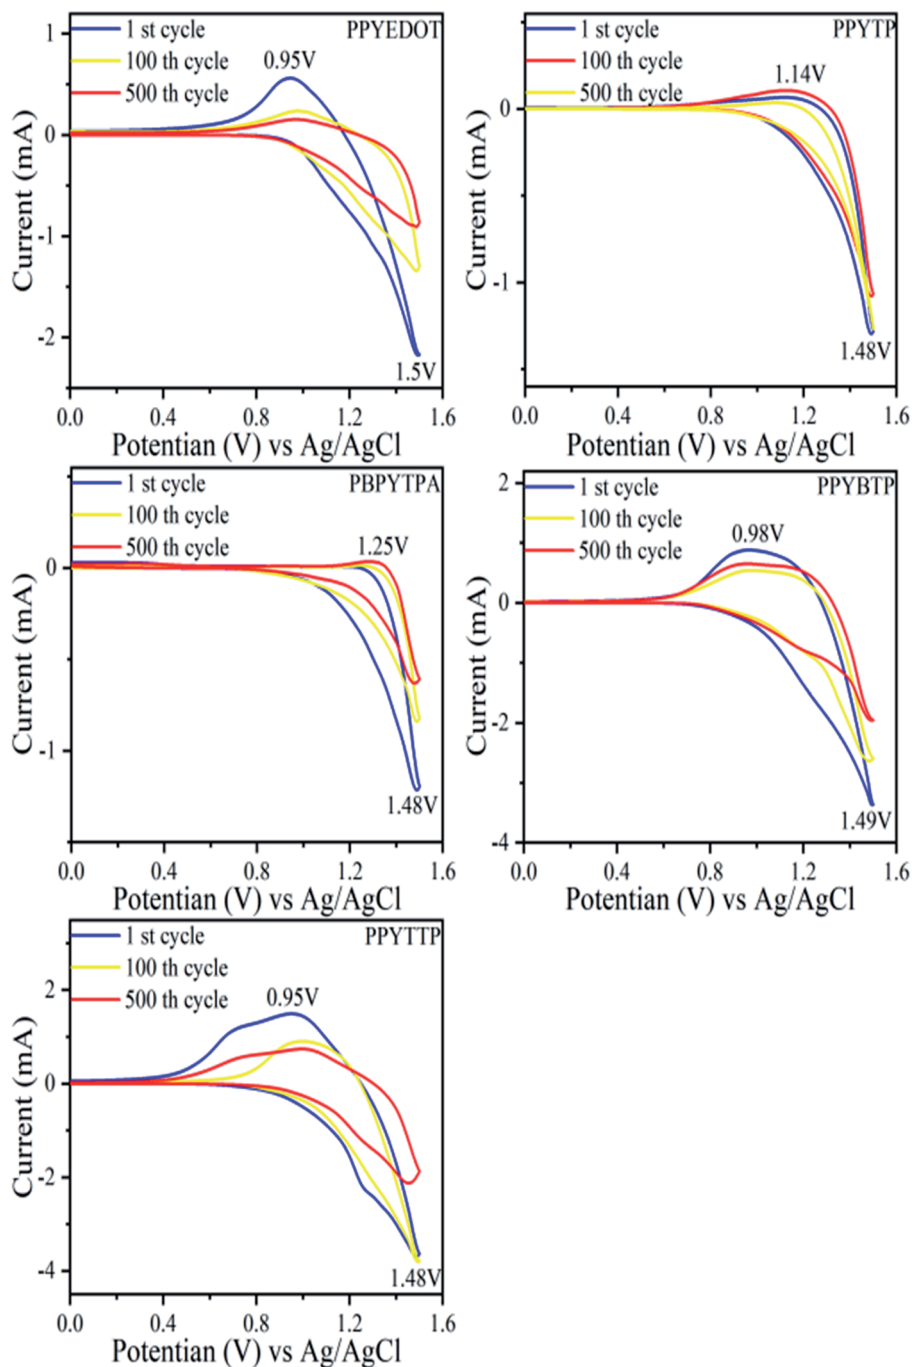 1 st cycle
100 th cycle
500 th cycle
PPYEDOT
0.95V
1.5V
1
0
-1
-2
Current (mA)
0.0 0.4 0.8 1.2 1.6
Potentian (V) vs Ag/AgCl
1 st cycle
100 th cycle
500 th cycle
PPYTP
1.14V
1.48V
0
-1
Current (mA)
0.0 0.4 0.8 1.2 1.6
Potentian (V) vs Ag/AgCl
1 st cycle
100 th cycle
500 th cycle
PBPYTPA
1.25V
1.48V
0
-1
Current (mA)
0.0 0.4 0.8 1.2 1.6
Potentian (V) vs Ag/AgCl
1 st cycle
100 th cycle
500 th cycle
PPYBTP
0.98V
1.49V
2
0
-2
-4
Current (mA)
0.0 0.4 0.8 1.2 1.6
Potentian (V) vs Ag/AgCl
1 st cycle
100 th cycle
500 th cycle
PPYTTP
0.95V
1.48V
2
0
-2
-4
Current (mA)
0.0 0.4 0.8 1.2 1.6
Potentian (V) vs Ag/AgCl